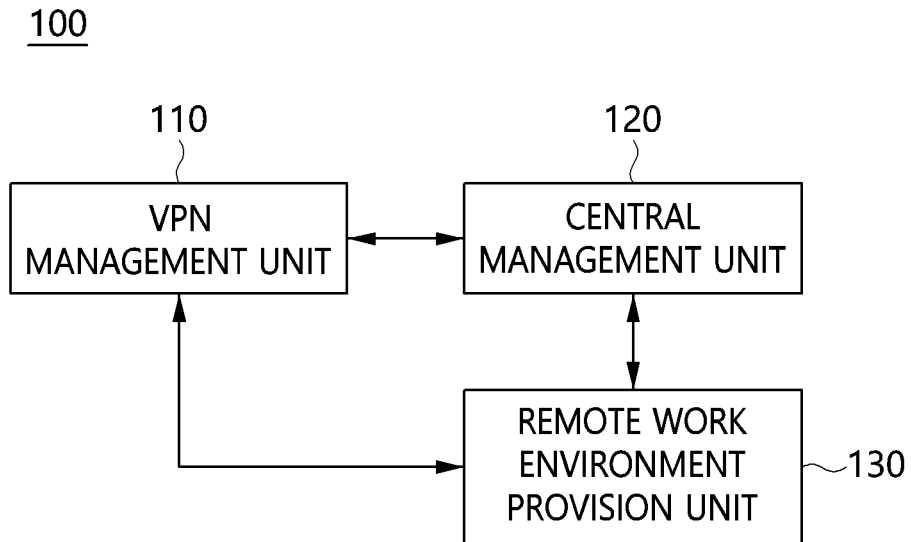 100
110
120
VPN
MANAGEMENT UNIT
CENTRAL
MANAGEMENT UNIT
REMOTE WORK
ENVIRONMENT
PROVISION UNIT
130